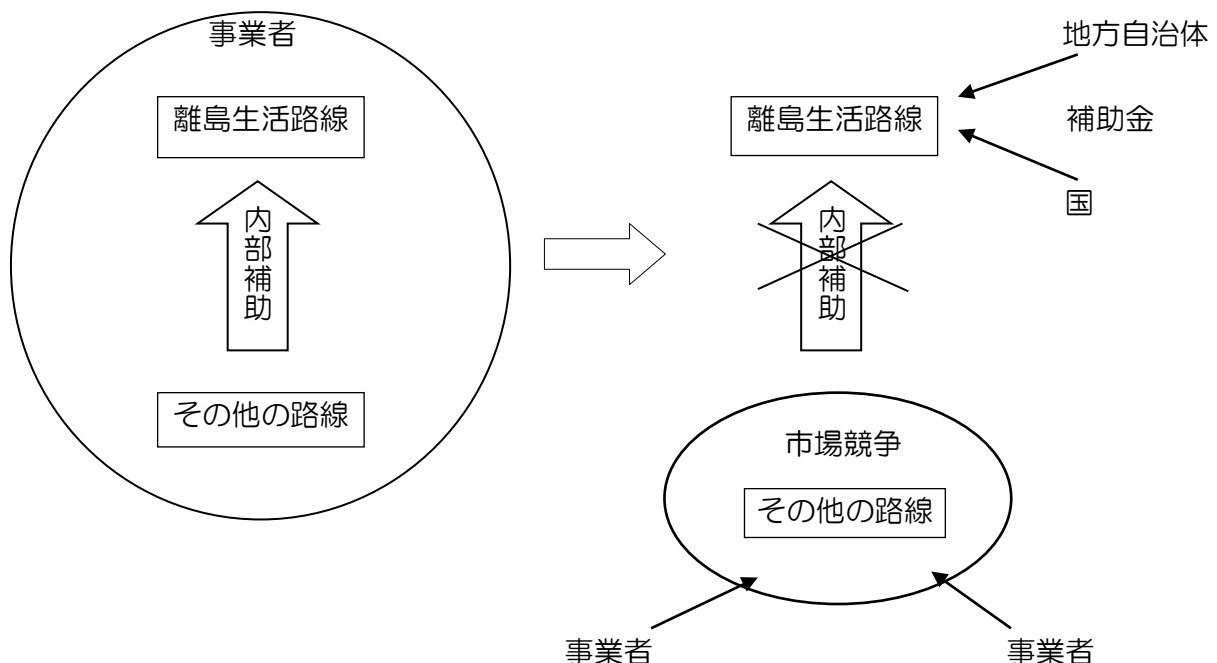 事業者
離島生活路線
内部補助
その他の路線
地方自治体
離島生活路線
補助金
国
内部補助
市場競争
その他の路線
事業者
事業者